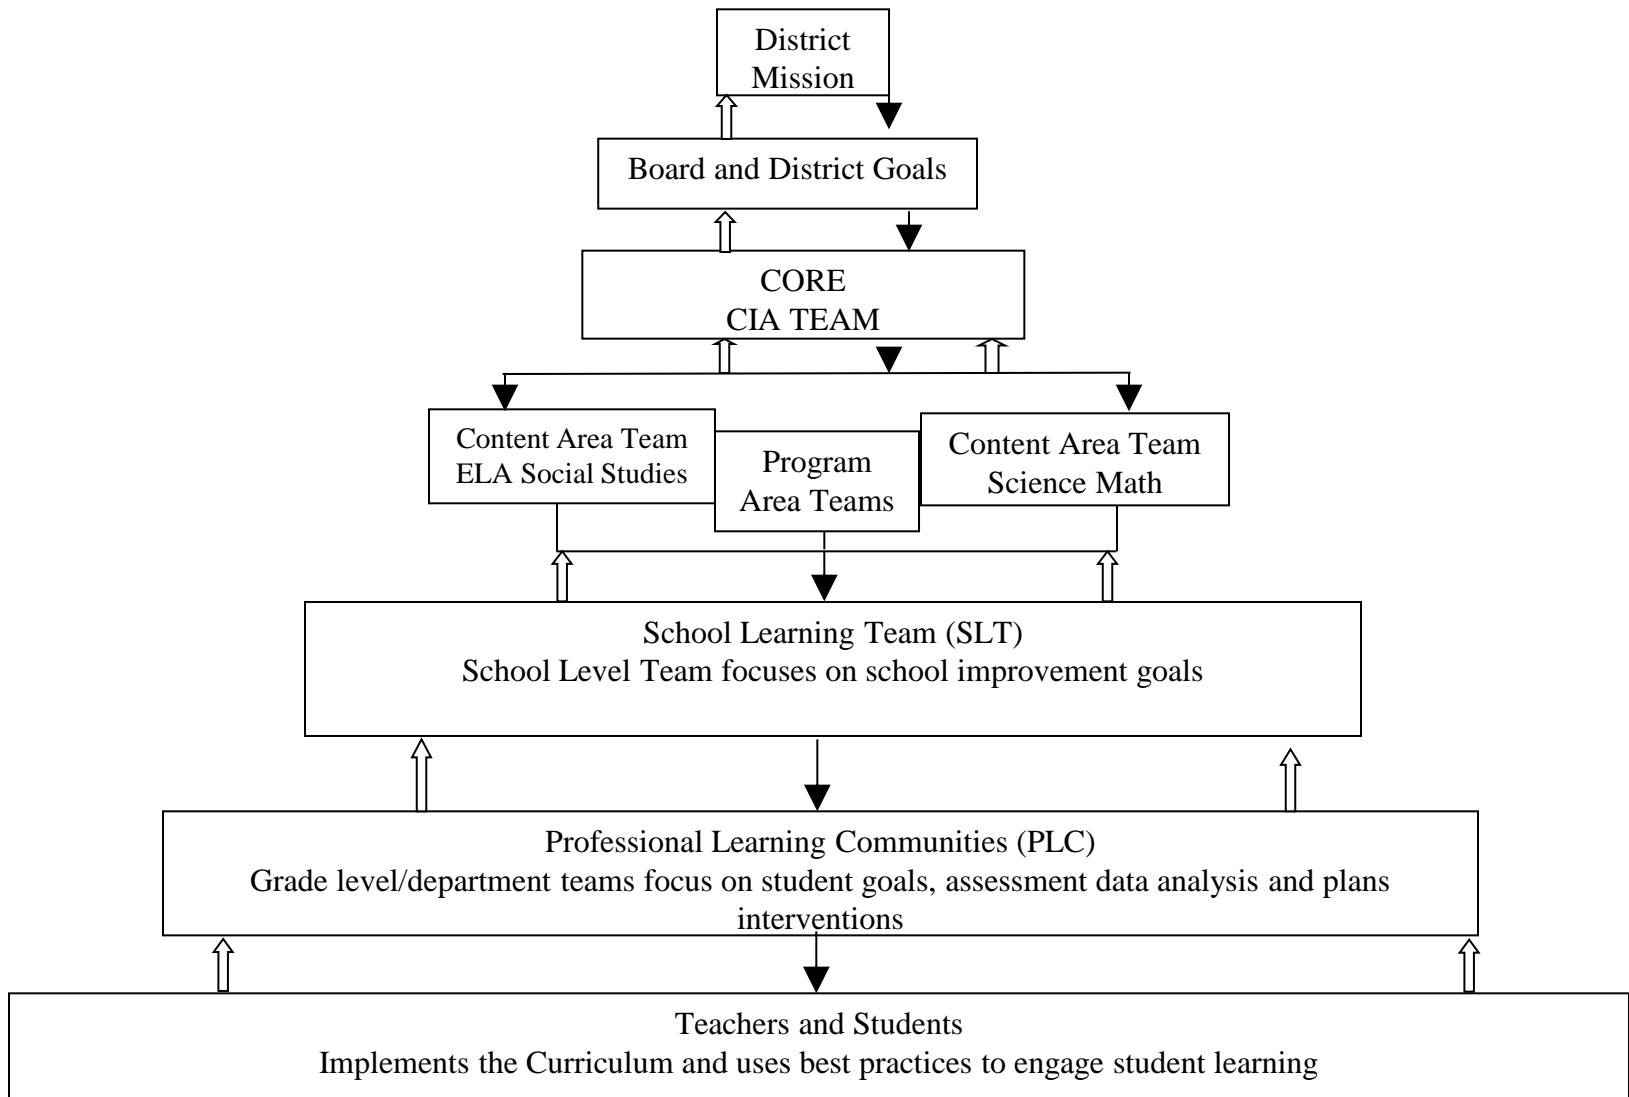 District
Mission
Board and District Goals
CORE
CIA TEAM
Content Area Team
ELA Social Studies
Program
Area Teams
Content Area Team
Science Math
School Learning Team (SLT)
School Level Team focuses on school improvement goals
Professional Learning Communities (PLC)
Grade level/department teams focus on student goals, assessment data analysis and plans
interventions
Teachers and Students
Implements the Curriculum and uses best practices to engage student learning